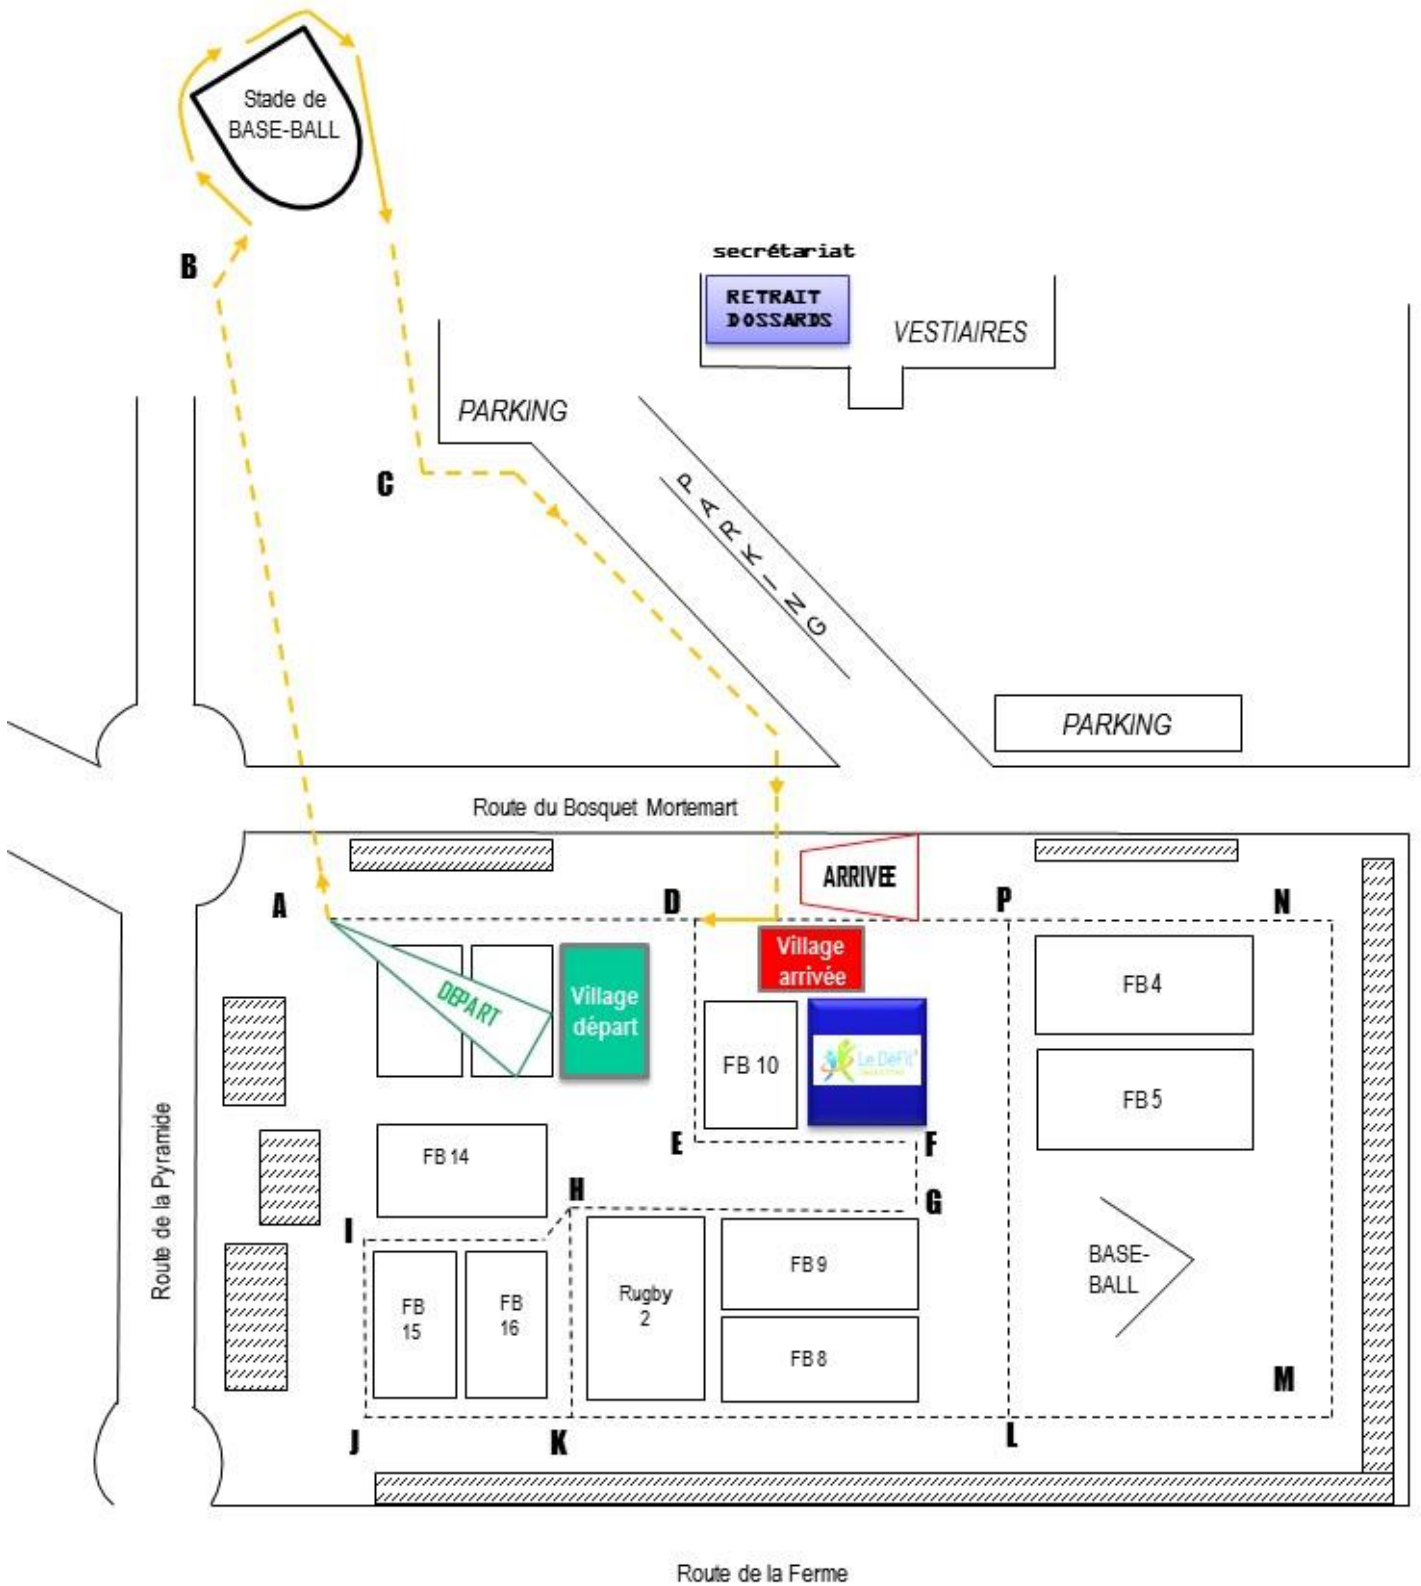 Stade de
BASE-BALL
B
secrétariat
RETRAIT
DOSSARDS
VESTIAIRES
PARKING
C
PARKING
PARKING
Route du Bosquet Mortemart
A
D
ARRIVEE
P
N
Village
arrivée
DEPART
Village
départ
FB 10
Le DéFit'
FB 4
FB 5
Route de la Pyramide
E
F
FB 14
H
G
I
FB
15
FB
16
Rugby
2
FB 9
FB 8
BASE-
BALL
M
J
K
L
Route de la Ferme